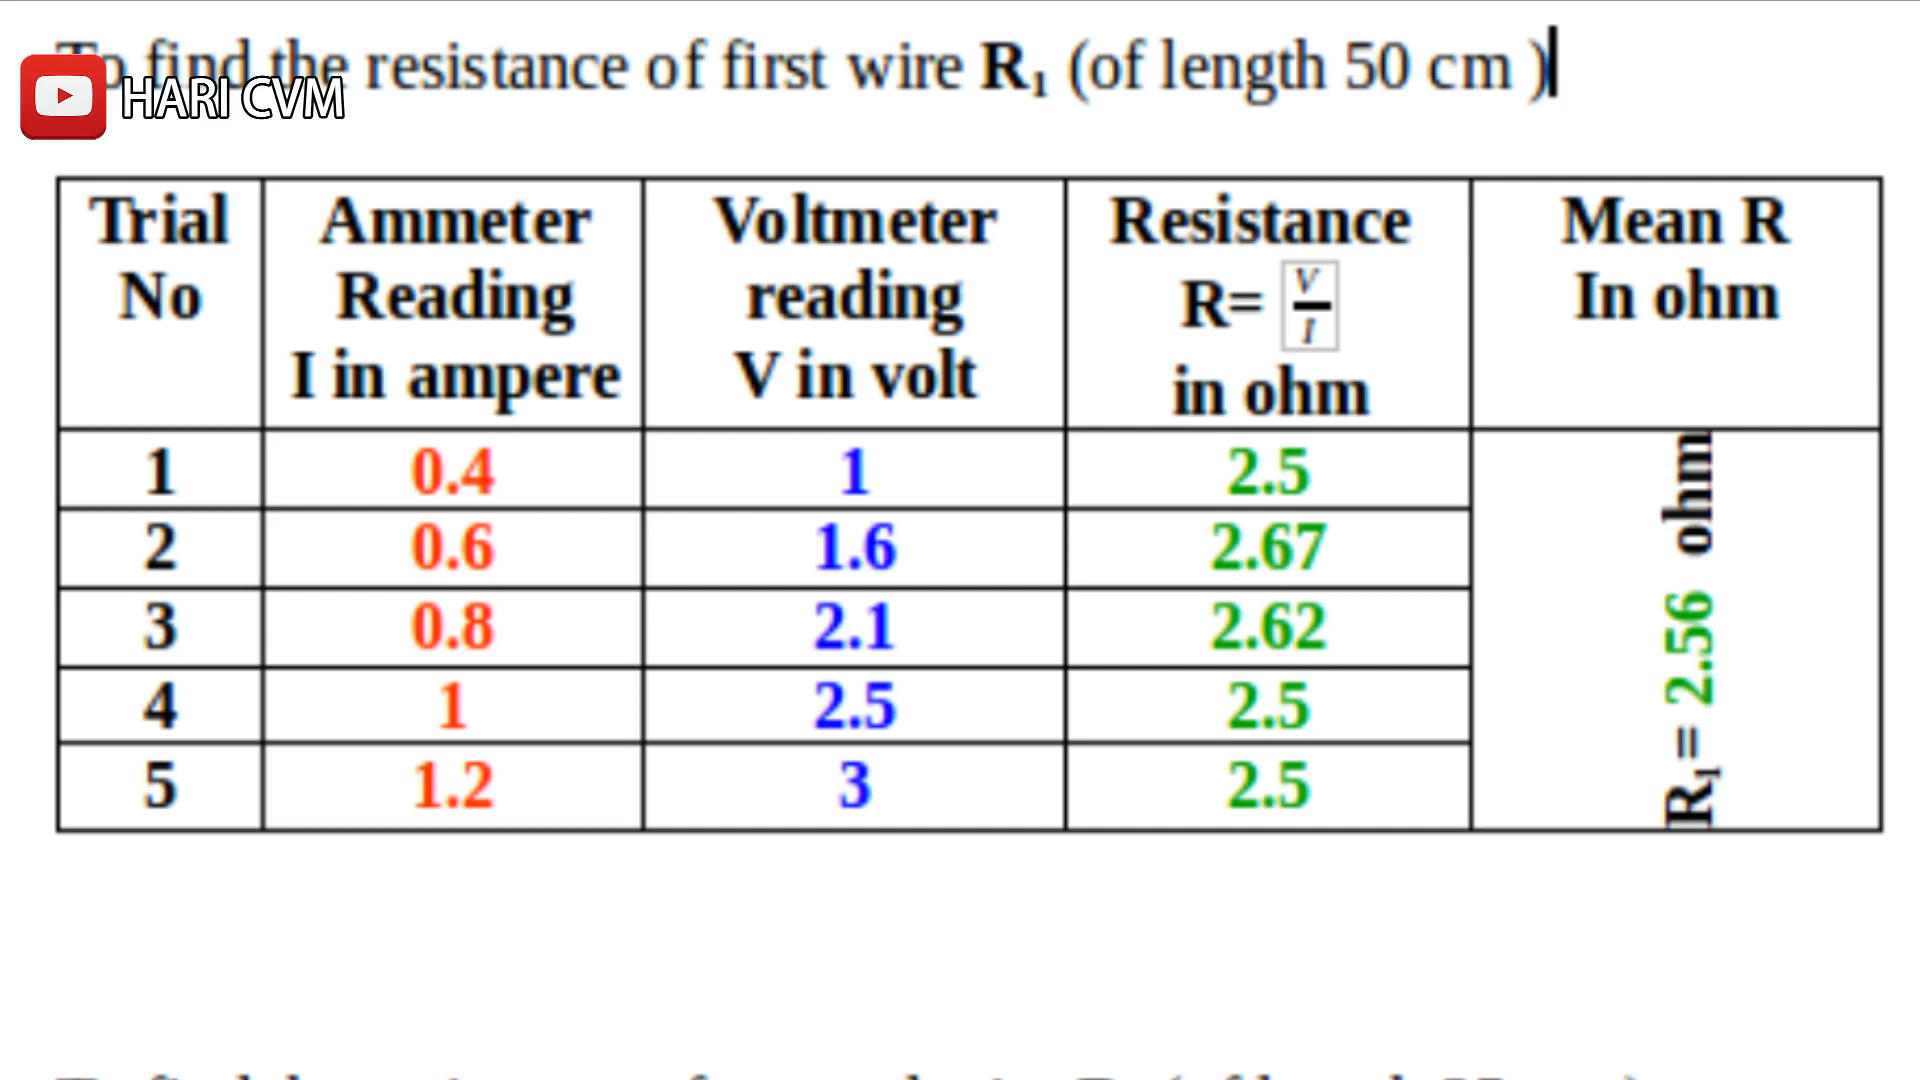 To find the resistance of first wire R₁ (of length 50 cm )
HARI CVM
Trial No | Ammeter Reading I in ampere | Voltmeter reading V in volt | Resistance R= V/I in ohm | Mean R In ohm
1 | 0.4 | 1 | 2.5
2 | 0.6 | 1.6 | 2.67
3 | 0.8 | 2.1 | 2.62
4 | 1 | 2.5 | 2.5
5 | 1.2 | 3 | 2.5
R₁= 2.56 ohm